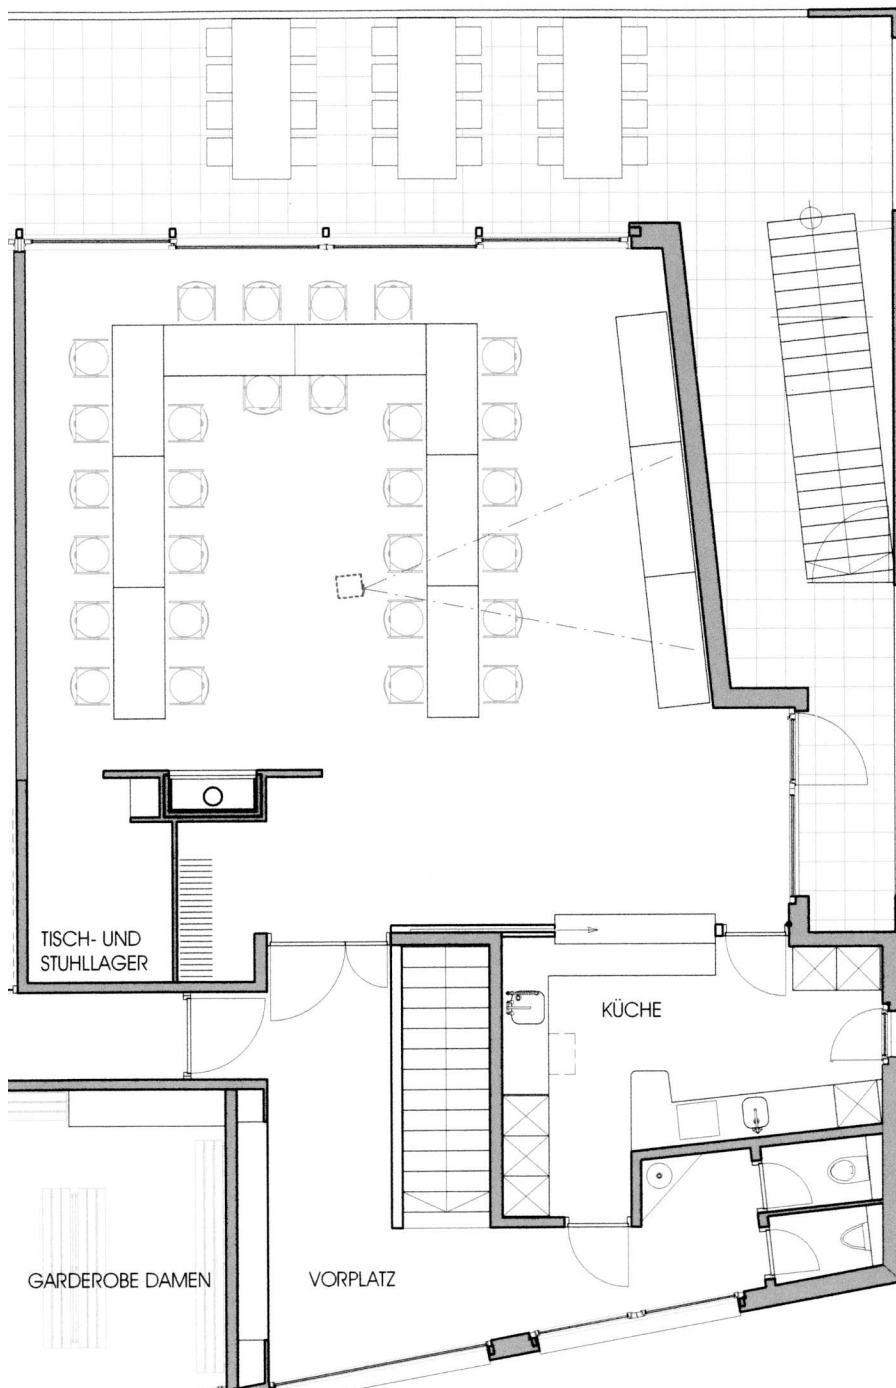 TISCH- UND
STUHLLAGER
KÜCHE
GARDEROBE DAMEN
VORPLATZ